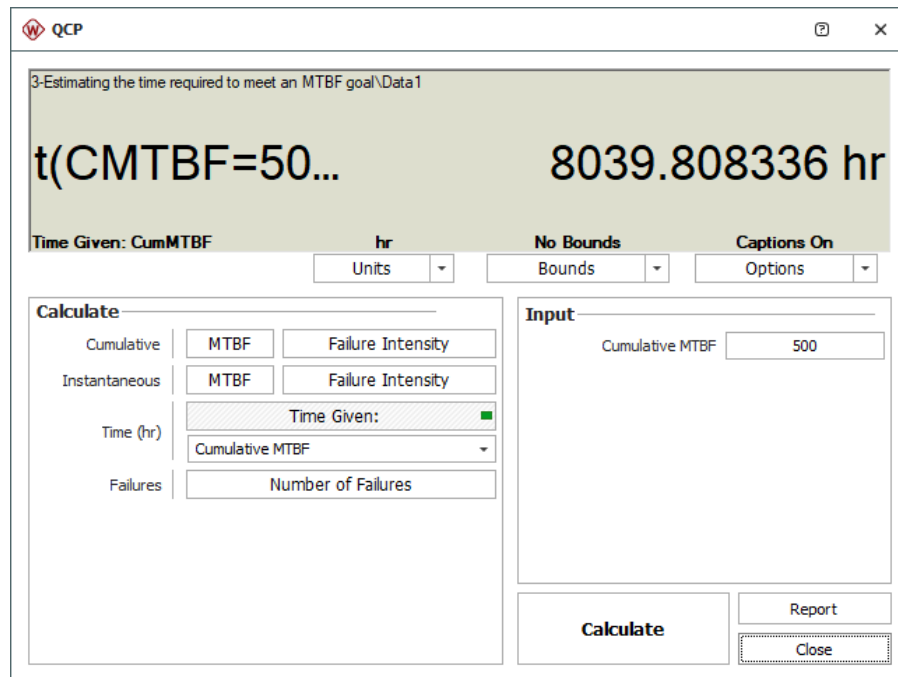 QCP
3-Estimating the time required to meet an MTBF goal\Data1
t(CMTBF=50... 8039.808336 hr
Time Given: CumMTBF hr No Bounds Captions On
Units Bounds Options
Calculate
Cumulative MTBF Failure Intensity
Instantaneous MTBF Failure Intensity
Time (hr) Time Given:
Cumulative MTBF
Failures Number of Failures
Input
Cumulative MTBF 500
Calculate
Report
Close